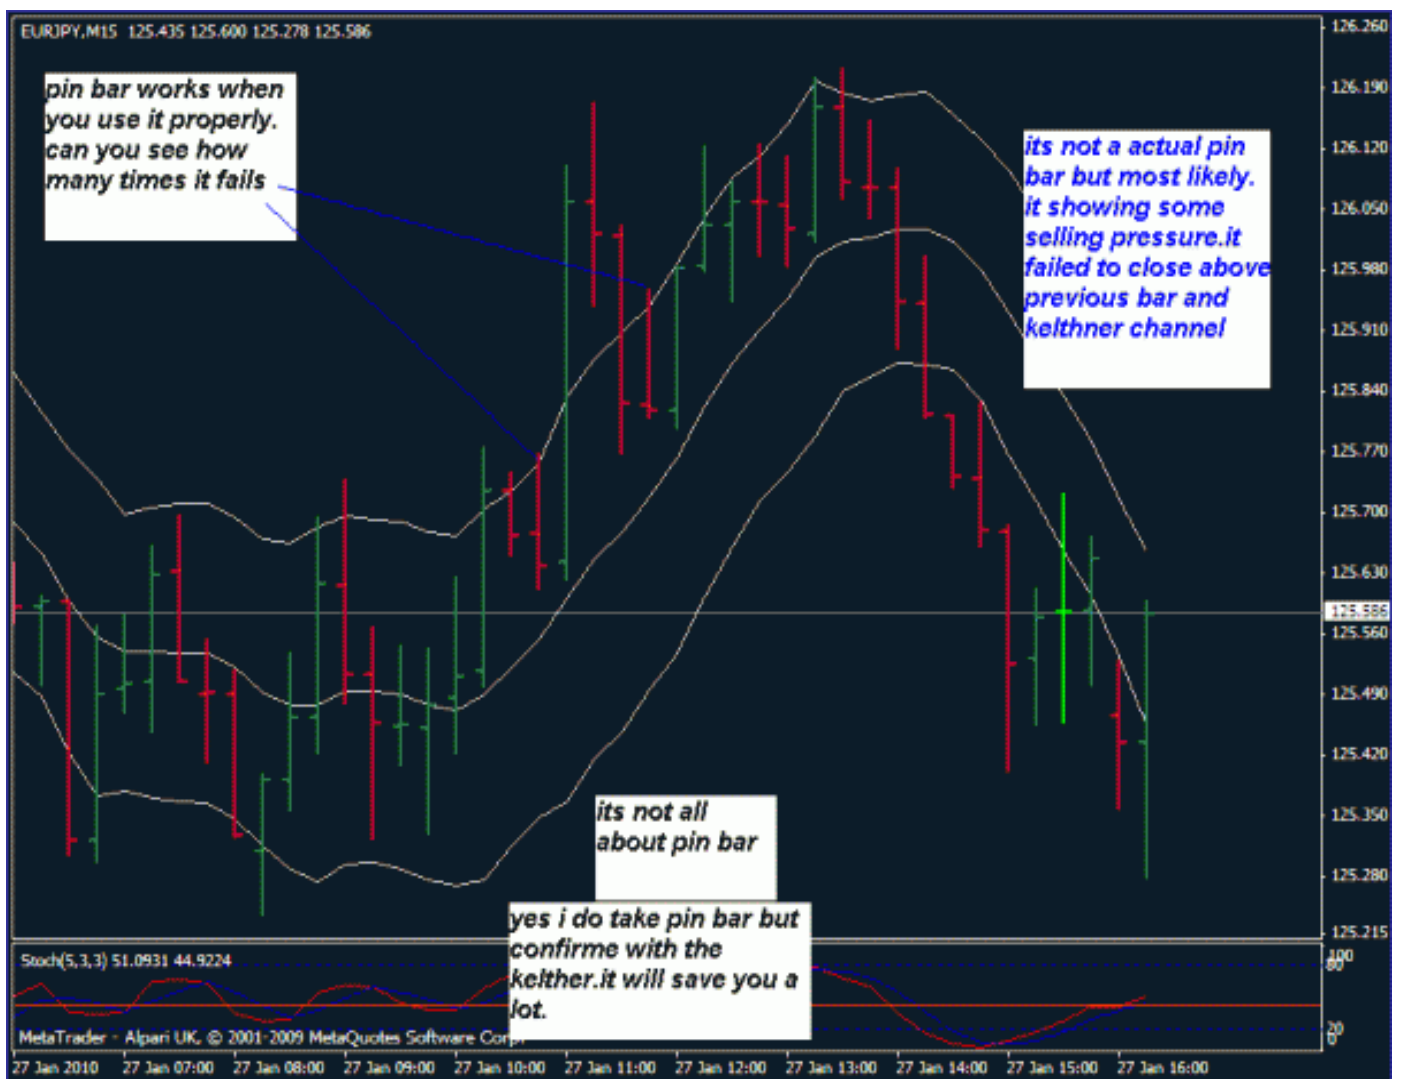 EURJPY,M15 125.435 125.600 125.278 125.586
pin bar works when
you use it properly.
can you see how
many times it fails
its not a actual pin
bar but most likely.
it showing some
selling pressure.it
failed to close above
previous bar and
kelthner channel
its not all
about pin bar
yes i do take pin bar but
confirme with the
kelther.it will save you a
lot.
126.260
126.190
126.120
126.050
125.980
125.910
125.840
125.770
125.700
125.630
125.586
125.560
125.490
125.420
125.350
125.280
125.215
Stoch(5,3,3) 51.0931 44.9224
100
80
20
0
MetaTrader - Alpari UK, © 2001-2009 MetaQuotes Software Corp.
27 Jan 2010 27 Jan 07:00 27 Jan 08:00 27 Jan 09:00 27 Jan 10:00 27 Jan 11:00 27 Jan 12:00 27 Jan 13:00 27 Jan 14:00 27 Jan 15:00 27 Jan 16:00